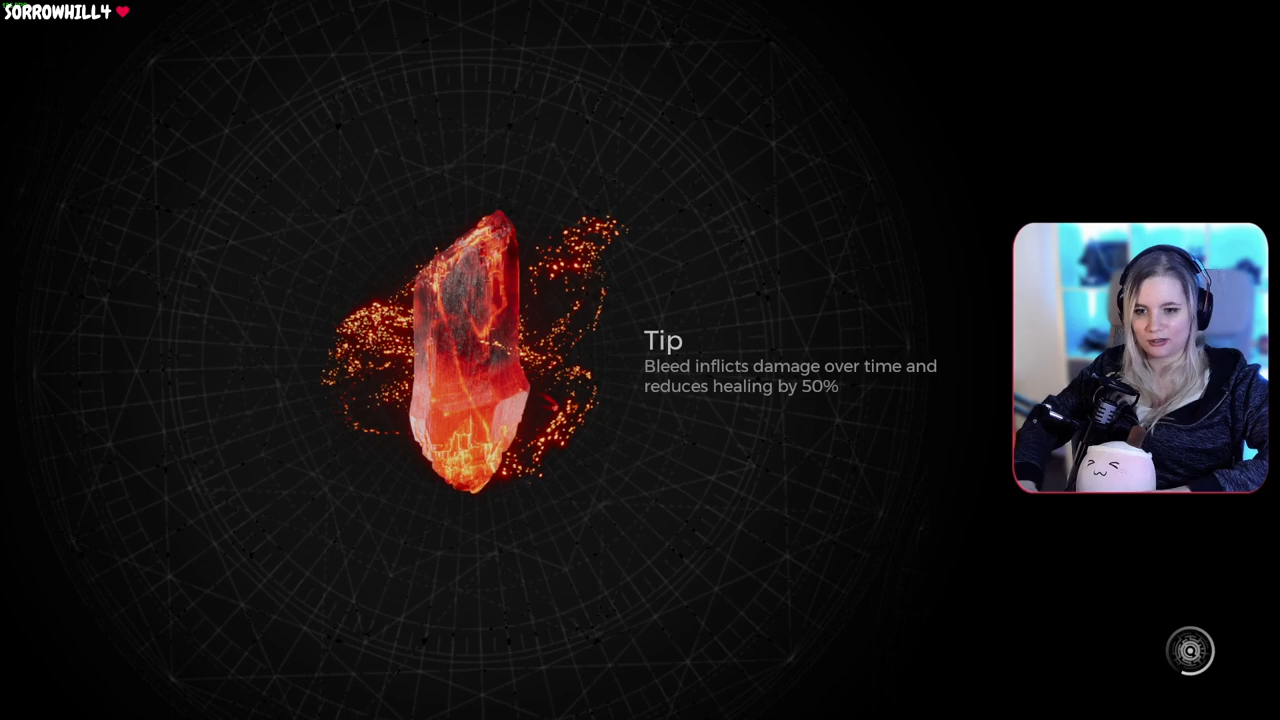 SORROWHILL4
Tip
Bleed inflicts damage over time and
reduces healing by 50%